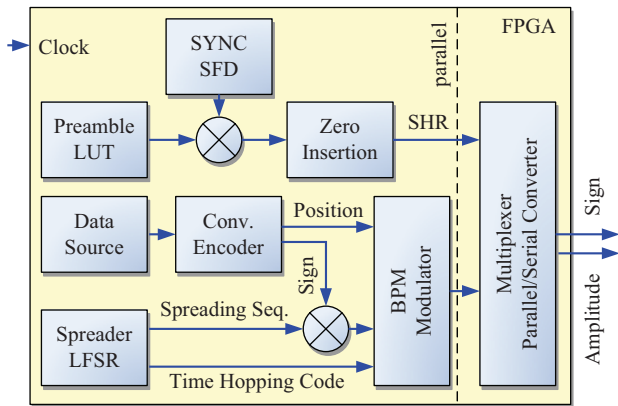 Clock
SYNC
SFD
parallel
FPGA
Preamble
LUT
Zero
Insertion
SHR
Data
Source
Conv.
Encoder
Position
Sign
BPM
Modulator
Multiplexer
Parallel/Serial Converter
Sign
Amplitude
Spreader
LFSR
Spreading Seq.
Time Hopping Code